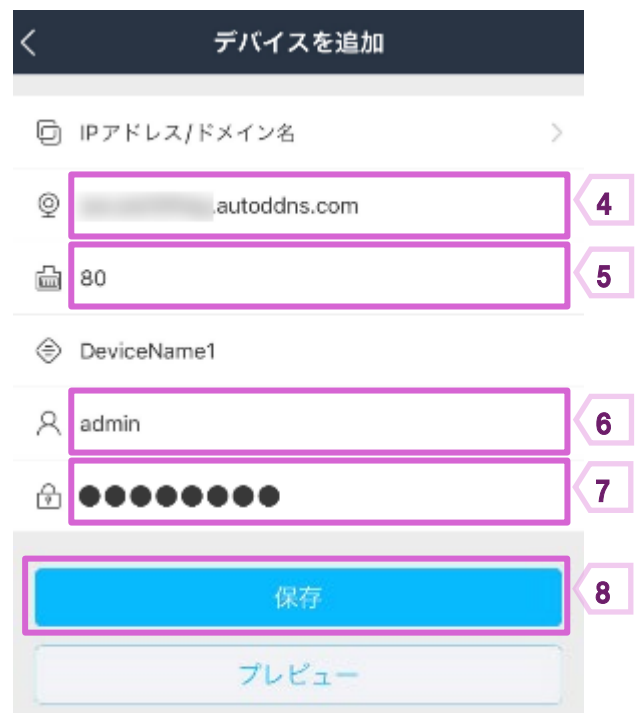 デバイスを追加
IPアドレス/ドメイン名
.autoddns.com
4
80
5
DeviceName1
admin
6
●●●●●●●●
7
保存
8
プレビュー